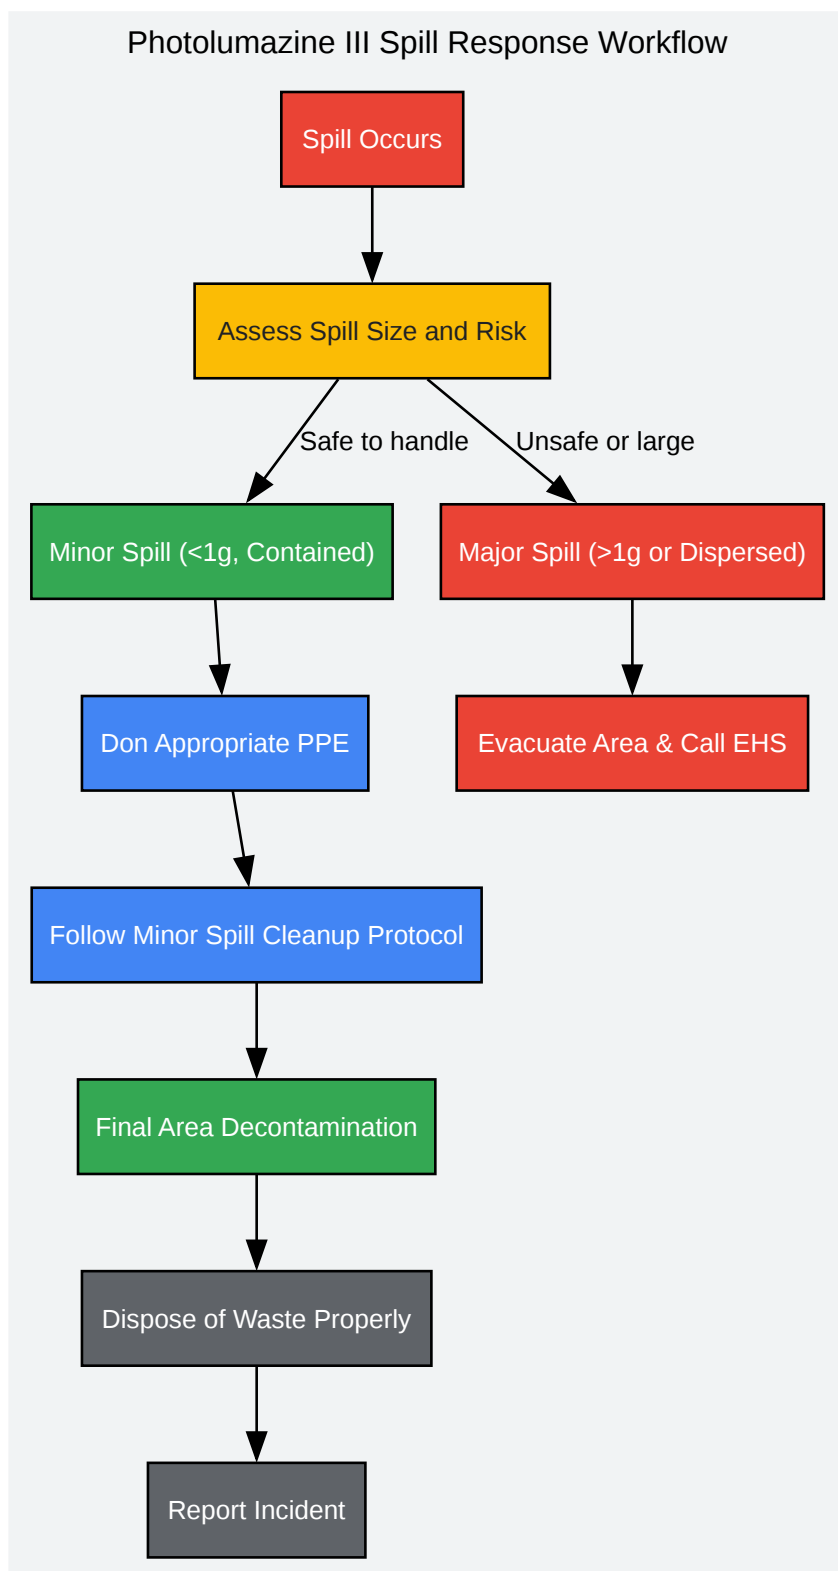 Photolumazine III Spill Response Workflow
Spill Occurs
Assess Spill Size and Risk
Safe to handle
Unsafe or large
Minor Spill (<1g, Contained)
Major Spill (>1g or Dispersed)
Don Appropriate PPE
Evacuate Area & Call EHS
Follow Minor Spill Cleanup Protocol
Final Area Decontamination
Dispose of Waste Properly
Report Incident